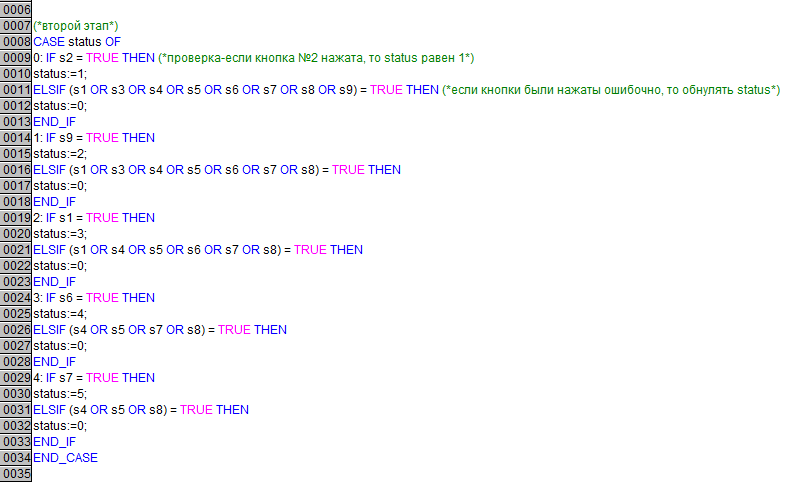 0006
0007 (*второй этап*)
0008 CASE status OF
0009 0: IF s2 = TRUE THEN (*проверка-если кнопка №2 нажата, то status равен 1*)
0010 status:=1;
0011 ELSIF (s1 OR s3 OR s4 OR s5 OR s6 OR s7 OR s8 OR s9) = TRUE THEN (*если кнопки были нажаты ошибочно, то обнулять status*)
0012 status:=0;
0013 END_IF
0014 1: IF s9 = TRUE THEN
0015 status:=2;
0016 ELSIF (s1 OR s3 OR s4 OR s5 OR s6 OR s7 OR s8) = TRUE THEN
0017 status:=0;
0018 END_IF
0019 2: IF s1 = TRUE THEN
0020 status:=3;
0021 ELSIF (s1 OR s4 OR s5 OR s6 OR s7 OR s8) = TRUE THEN
0022 status:=0;
0023 END_IF
0024 3: IF s6 = TRUE THEN
0025 status:=4;
0026 ELSIF (s4 OR s5 OR s7 OR s8) = TRUE THEN
0027 status:=0;
0028 END_IF
0029 4: IF s7 = TRUE THEN
0030 status:=5;
0031 ELSIF (s4 OR s5 OR s8) = TRUE THEN
0032 status:=0;
0033 END_IF
0034 END_CASE
0035